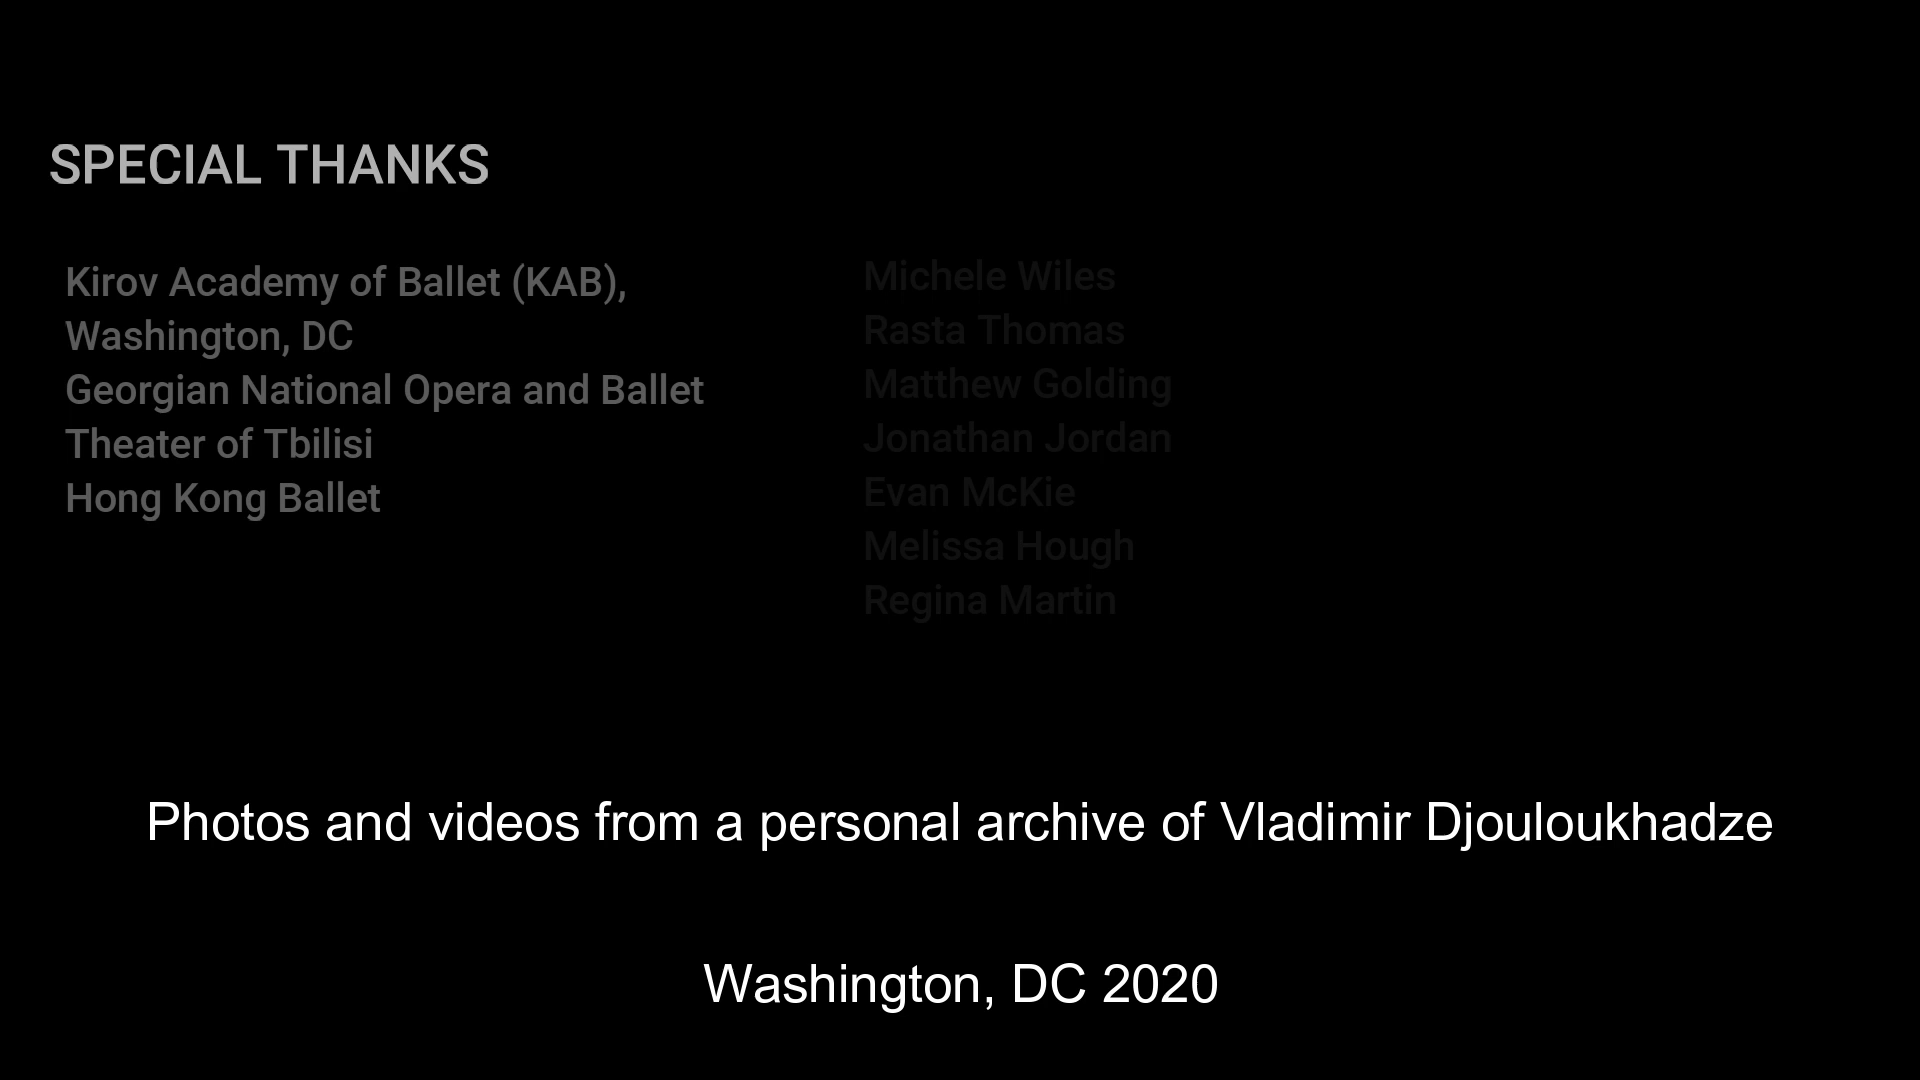 SPECIAL THANKS
Kirov Academy of Ballet (KAB),
Washington, DC
Georgian National Opera and Ballet
Theater of Tbilisi
Hong Kong Ballet
Michele Wiles
Rasta Thomas
Matthew Golding
Jonathan Jordan
Evan McKie
Melissa Hough
Regina Martin
Photos and videos from a personal archive of Vladimir Djouloukhadze
Washington, DC 2020